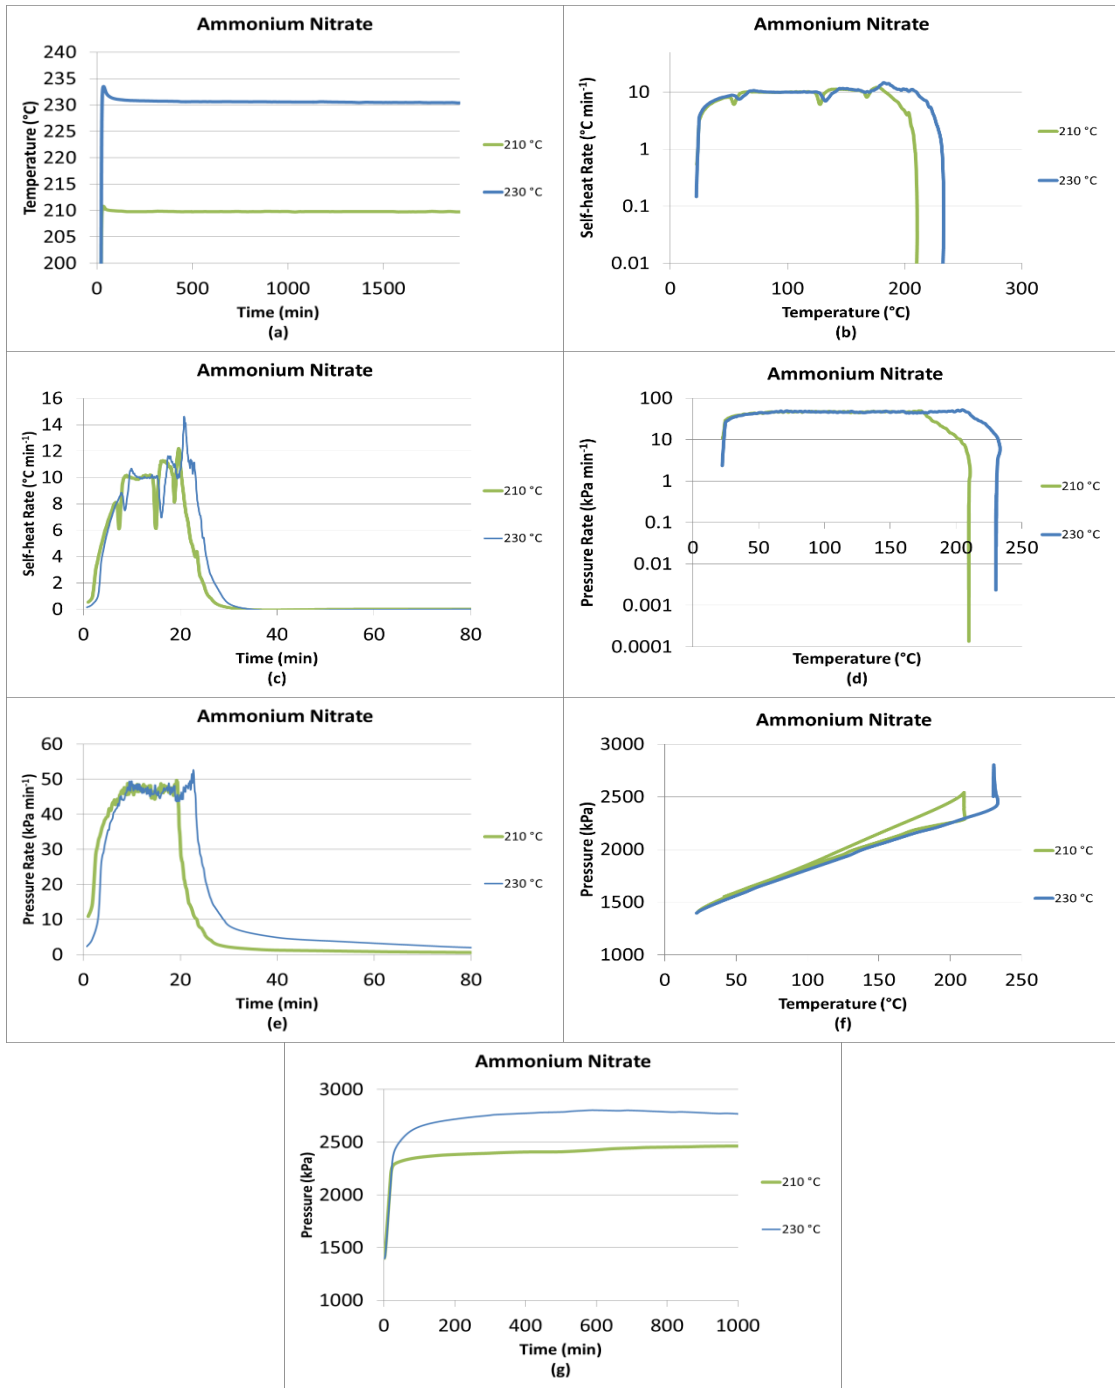 Ammonium Nitrate
240
235
230
225
220
215
210
205
200
Temperature (°C)
210 °C
230 °C
0
500
1000
1500
Time (min)
(a)
Ammonium Nitrate
10
1
0.1
0.01
Self-heat Rate (°C min⁻¹)
210 °C
230 °C
0
100
200
300
Temperature (°C)
(b)
Ammonium Nitrate
16
14
12
10
8
6
4
2
0
Self-heat Rate (°C min⁻¹)
210 °C
230 °C
0
20
40
60
80
Time (min)
(c)
Ammonium Nitrate
100
10
1
0.1
0.01
0.001
0.0001
Pressure Rate (kPa min⁻¹)
210 °C
230 °C
0
50
100
150
200
250
Temperature (°C)
(d)
Ammonium Nitrate
60
50
40
30
20
10
0
Pressure Rate (kPa min⁻¹)
210 °C
230 °C
0
20
40
60
80
Time (min)
(e)
Ammonium Nitrate
3000
2500
2000
1500
1000
Pressure (kPa)
210 °C
230 °C
0
50
100
150
200
250
Temperature (°C)
(f)
Ammonium Nitrate
3000
2500
2000
1500
1000
Pressure (kPa)
210 °C
230 °C
0
200
400
600
800
1000
Time (min)
(g)